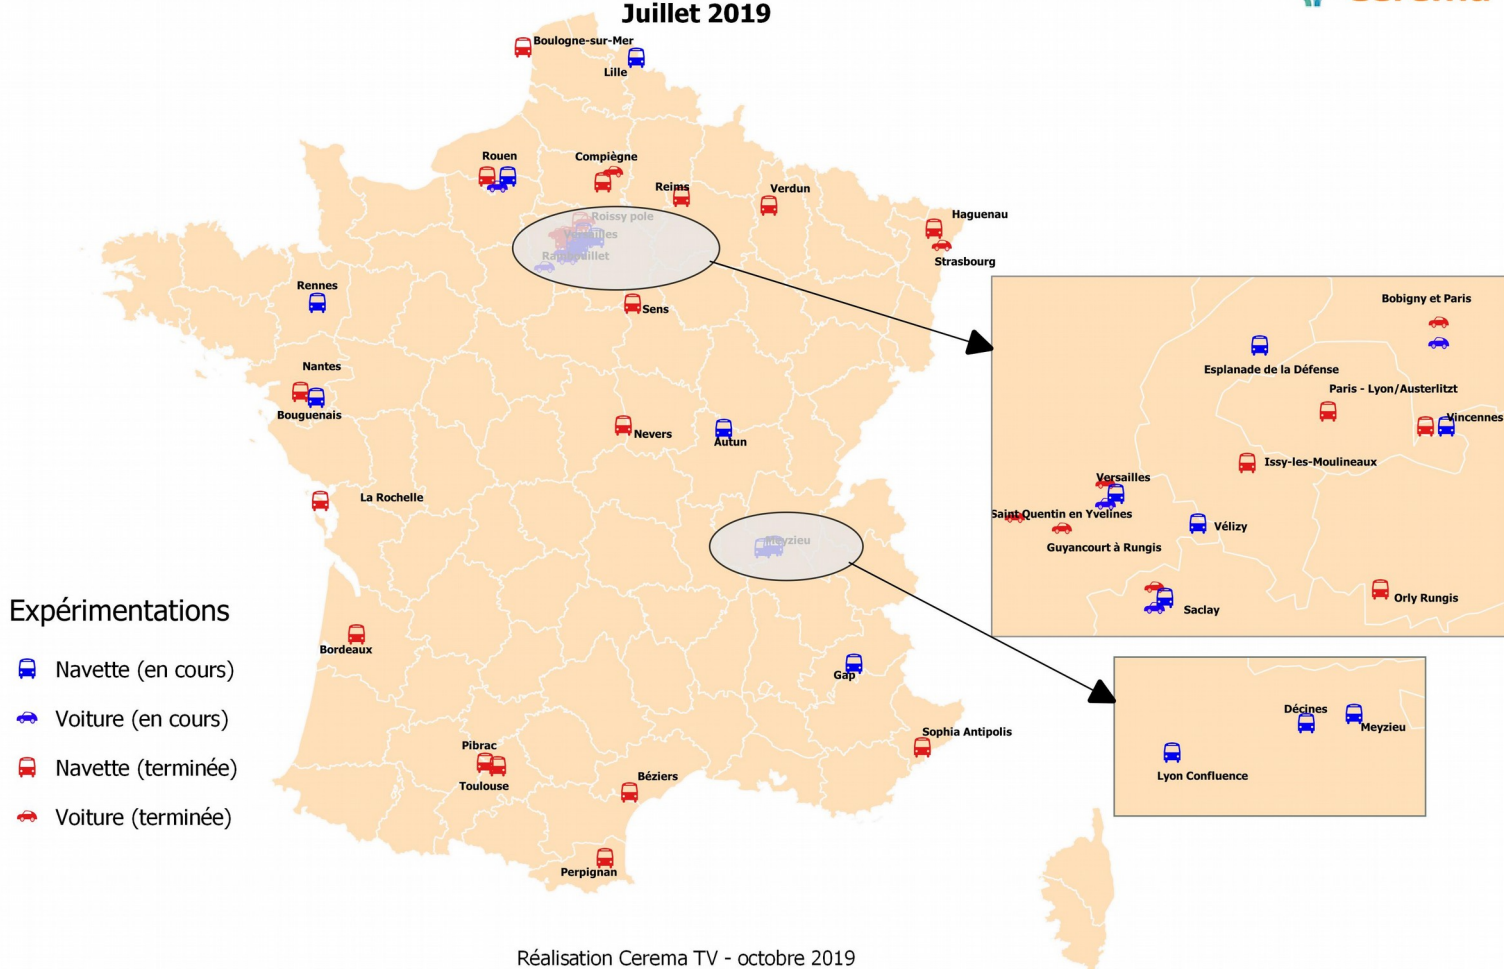 Juillet 2019
Boulogne-sur-Mer
Lille
Rouen
Compiègne
Reims
Verdun
Haguenau
Strasbourg
Roissy pole
Versailles
Rambouillet
Rennes
Sens
Nantes
Bouguenais
Nevers
Autun
La Rochelle
Meyzieu
Bordeaux
Gap
Sophia Antipolis
Pibrac
Toulouse
Béziers
Perpignan
Bobigny et Paris
Esplanade de la Défense
Paris - Lyon/Austerlitzt
Vincennes
Issy-les-Moulineaux
Versailles
Saint Quentin en Yvelines
Vélizy
Guyancourt à Rungis
Orly Rungis
Saclay
Décines
Meyzieu
Lyon Confluence
Expérimentations
Navette (en cours)
Voiture (en cours)
Navette (terminée)
Voiture (terminée)
Réalisation Cerema TV - octobre 2019